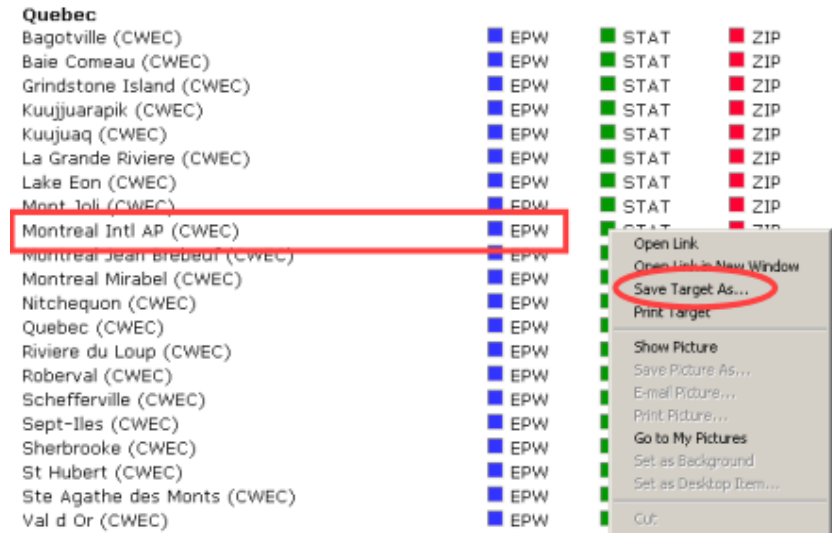 Quebec
Bagotville (CWEC) EPW STAT ZIP
Baie Comeau (CWEC) EPW STAT ZIP
Grindstone Island (CWEC) EPW STAT ZIP
Kuujjuarapik (CWEC) EPW STAT ZIP
Kuujuaq (CWEC) EPW STAT ZIP
La Grande Riviere (CWEC) EPW STAT ZIP
Lake Eon (CWEC) EPW STAT ZIP
Mont Joli (CWEC) EPW STAT ZIP
Montreal Intl AP (CWEC) EPW STAT ZIP
Montreal Jean Brebeuf (CWEC) EPW
Montreal Mirabel (CWEC) EPW
Nitchequon (CWEC) EPW
Quebec (CWEC) EPW
Riviere du Loup (CWEC) EPW
Roberval (CWEC) EPW
Schefferville (CWEC) EPW
Sept-Iles (CWEC) EPW
Sherbrooke (CWEC) EPW
St Hubert (CWEC) EPW
Ste Agathe des Monts (CWEC) EPW
Val d Or (CWEC) EPW
Open Link
Open Link in New Window
Save Target As...
Print Target
Show Picture
Save Picture As...
E-mail Picture...
Print Picture...
Go to My Pictures
Set as Background
Set as Desktop Item...
Cut